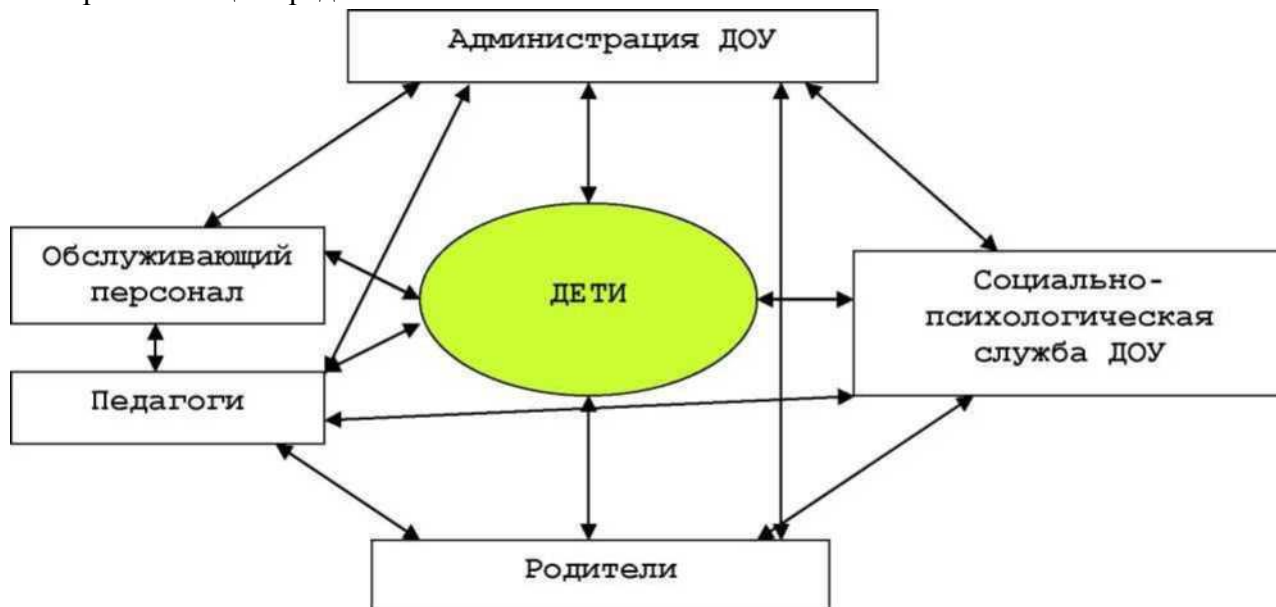 Администрация ДОУ
Обслуживающий
персонал
ДЕТИ
Социально-
психологическая
служба ДОУ
Педагоги
Родители